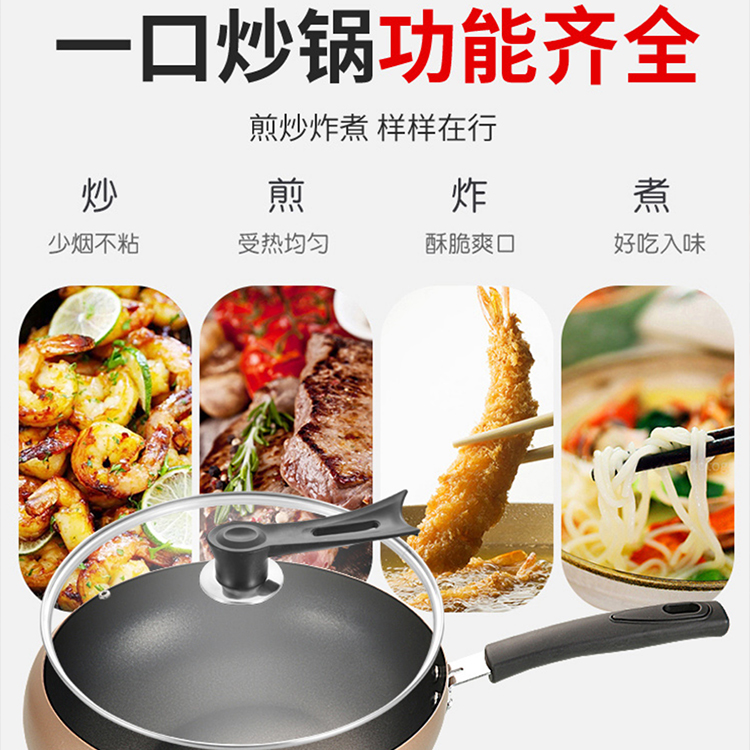 一口炒锅功能齐全
煎炒炸煮 样样在行
炒 煎 炸 煮
少烟不粘 受热均匀 酥脆爽口 好吃入味